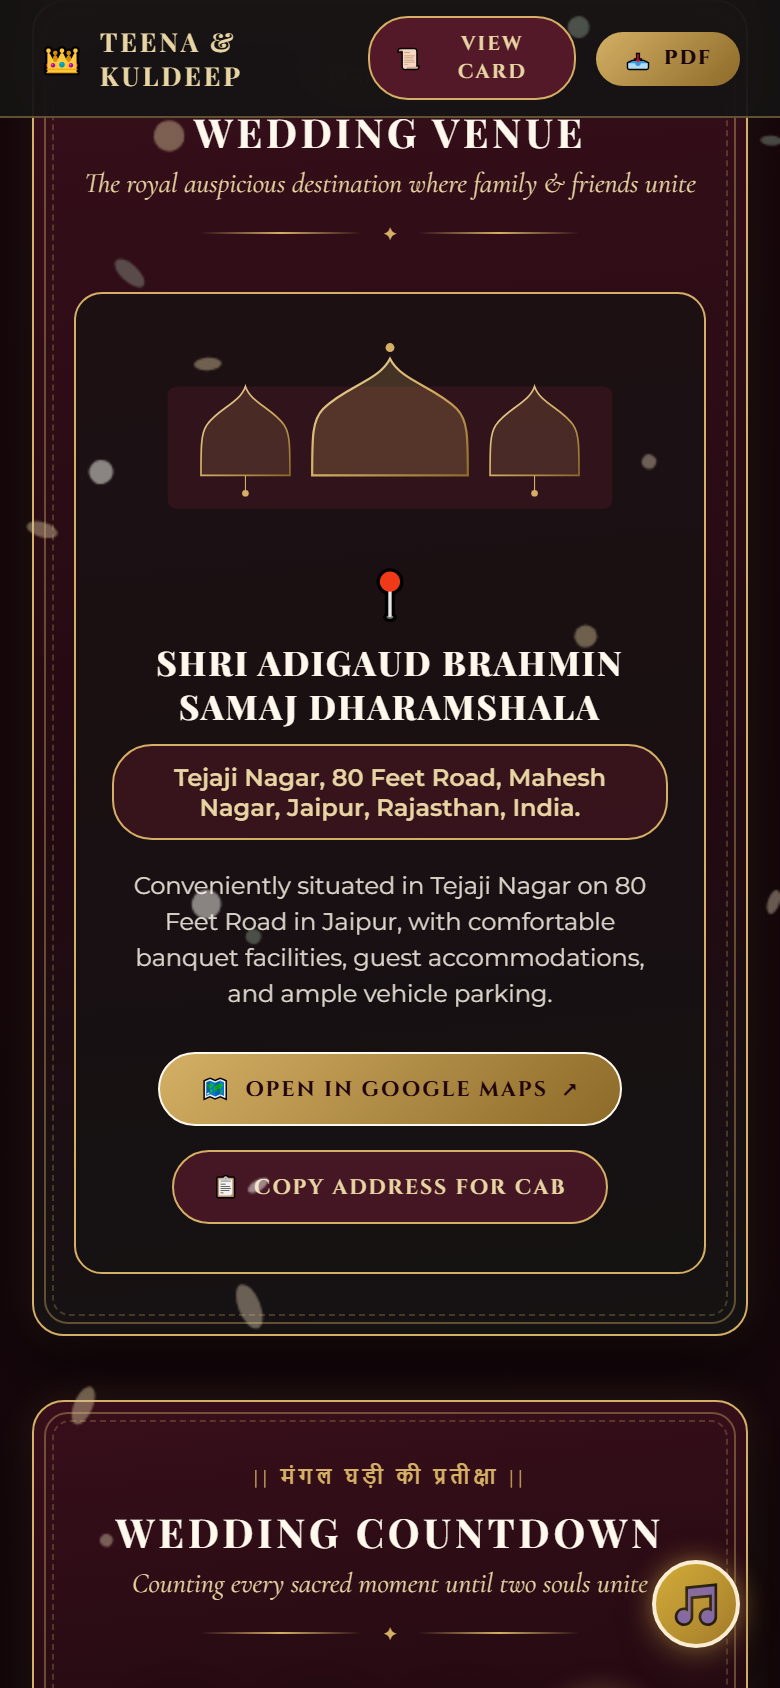 TEENA &
KULDEEP
VIEW
CARD
PDF
WEDDING VENUE
The royal auspicious destination where family & friends unite
SHRI ADIGAUD BRAHMIN
SAMAJ DHARAMSHALA
Tejaji Nagar, 80 Feet Road, Mahesh
Nagar, Jaipur, Rajasthan, India.
Conveniently situated in Tejaji Nagar on 80
Feet Road in Jaipur, with comfortable
banquet facilities, guest accommodations,
and ample vehicle parking.
OPEN IN GOOGLE MAPS ↗
COPY ADDRESS FOR CAB
|| मंगल घड़ी की प्रतीक्षा ||
WEDDING COUNTDOWN
Counting every sacred moment until two souls unite